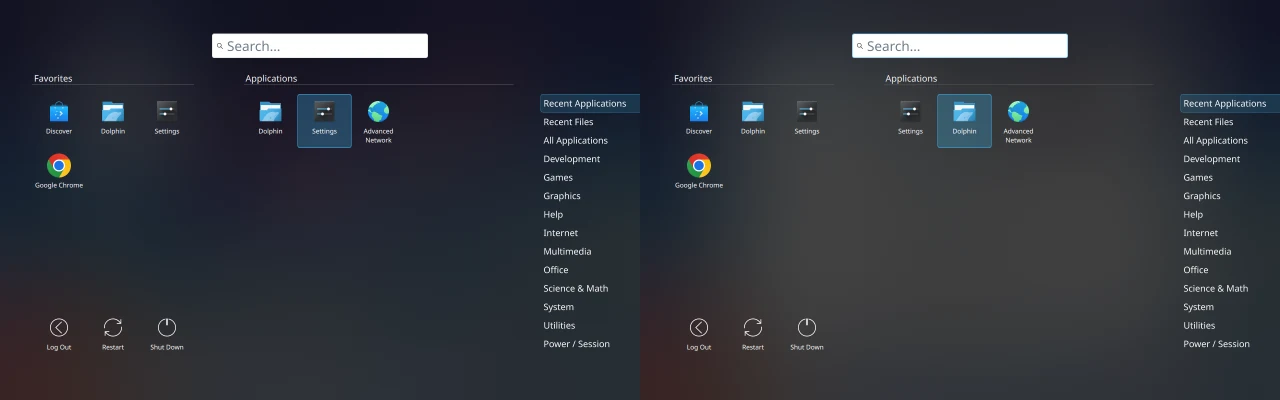 Search...
Favorites
Applications
Discover
Dolphin
Settings
Google Chrome
Dolphin
Settings
Advanced
Network
Recent Applications
Recent Files
All Applications
Development
Games
Graphics
Help
Internet
Multimedia
Office
Science & Math
System
Utilities
Power / Session
Log Out
Restart
Shut Down
Search...
Favorites
Applications
Discover
Dolphin
Settings
Google Chrome
Settings
Dolphin
Advanced
Network
Recent Applications
Recent Files
All Applications
Development
Games
Graphics
Help
Internet
Multimedia
Office
Science & Math
System
Utilities
Power / Session
Log Out
Restart
Shut Down